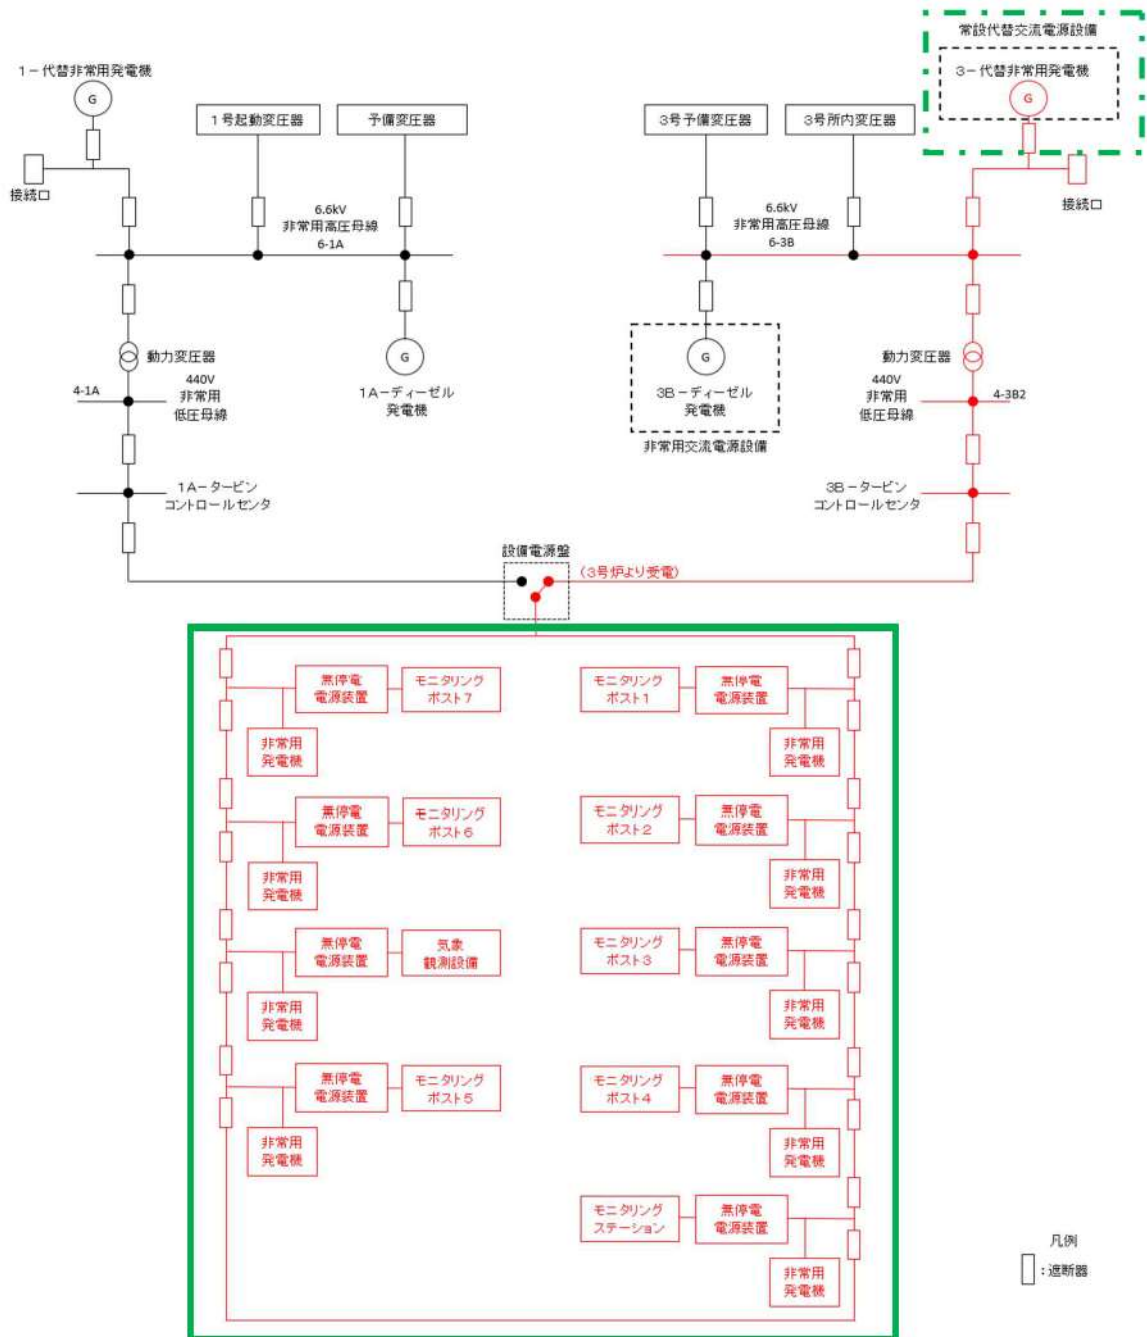 常設代替交流電源設備
1－代替非常用発電機
3－代替非常用発電機
G
G
1号起動変圧器
予備変圧器
3号予備変圧器
3号所内変圧器
接続口
接続口
6.6kV
非常用高圧母線
6-1A
6.6kV
非常用高圧母線
6-3B
動力変圧器
G
G
動力変圧器
4-1A
440V
非常用
低圧母線
1A－ディーゼル
発電機
3B－ディーゼル
発電機
非常用交流電源設備
440V
非常用
低圧母線
4-3B2
1A－タービン
コントロールセンタ
3B－タービン
コントロールセンタ
設備電源盤
(3号炉より受電)
無停電
電源装置
モニタリング
ポスト7
モニタリング
ポスト1
無停電
電源装置
非常用
発電機
非常用
発電機
無停電
電源装置
モニタリング
ポスト6
モニタリング
ポスト2
無停電
電源装置
非常用
発電機
非常用
発電機
無停電
電源装置
気象
観測設備
モニタリング
ポスト3
無停電
電源装置
非常用
発電機
非常用
発電機
無停電
電源装置
モニタリング
ポスト5
モニタリング
ポスト4
無停電
電源装置
非常用
発電機
非常用
発電機
モニタリング
ステーション
無停電
電源装置
非常用
発電機
凡例
：遮断器